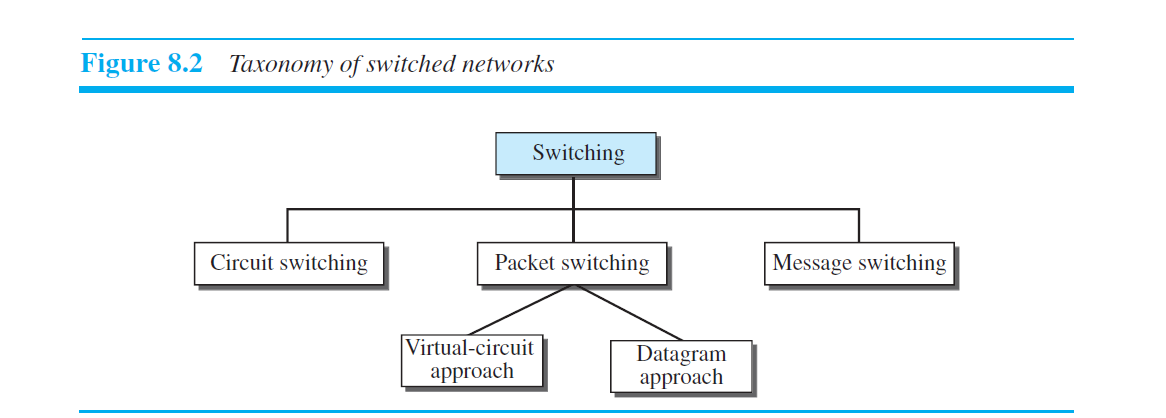 Figure 8.2 Taxonomy of switched networks
Switching
Circuit switching
Packet switching
Message switching
Virtual-circuit
approach
Datagram
approach